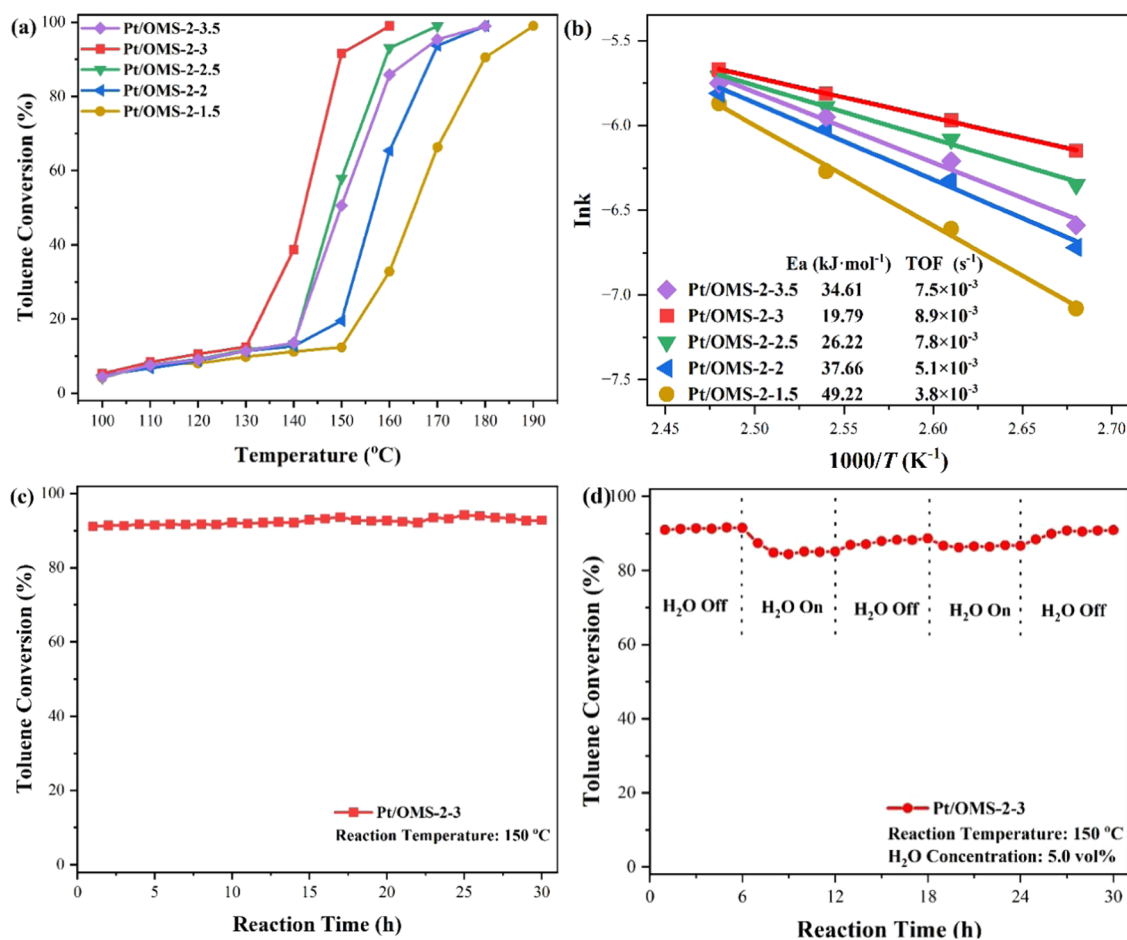 (a)
Pt/OMS-2-3.5
Pt/OMS-2-3
Pt/OMS-2-2.5
Pt/OMS-2-2
Pt/OMS-2-1.5
Toluene Conversion (%)
100
80
60
40
20
0
100 110 120 130 140 150 160 170 180 190
Temperature (°C)
(b)
lnk
-5.5
-6.0
-6.5
-7.0
-7.5
Ea (kJ·mol⁻¹) TOF (s⁻¹)
Pt/OMS-2-3.5 34.61 7.5×10⁻³
Pt/OMS-2-3 19.79 8.9×10⁻³
Pt/OMS-2-2.5 26.22 7.8×10⁻³
Pt/OMS-2-2 37.66 5.1×10⁻³
Pt/OMS-2-1.5 49.22 3.8×10⁻³
2.45 2.50 2.55 2.60 2.65 2.70
1000/T (K⁻¹)
(c)
Toluene Conversion (%)
100
80
60
40
20
0
Pt/OMS-2-3
Reaction Temperature: 150 °C
0 5 10 15 20 25 30
Reaction Time (h)
(d)
Toluene Conversion (%)
100
80
60
40
20
0
H₂O Off H₂O On H₂O Off H₂O On H₂O Off
Pt/OMS-2-3
Reaction Temperature: 150 °C
H₂O Concentration: 5.0 vol%
0 6 12 18 24 30
Reaction Time (h)